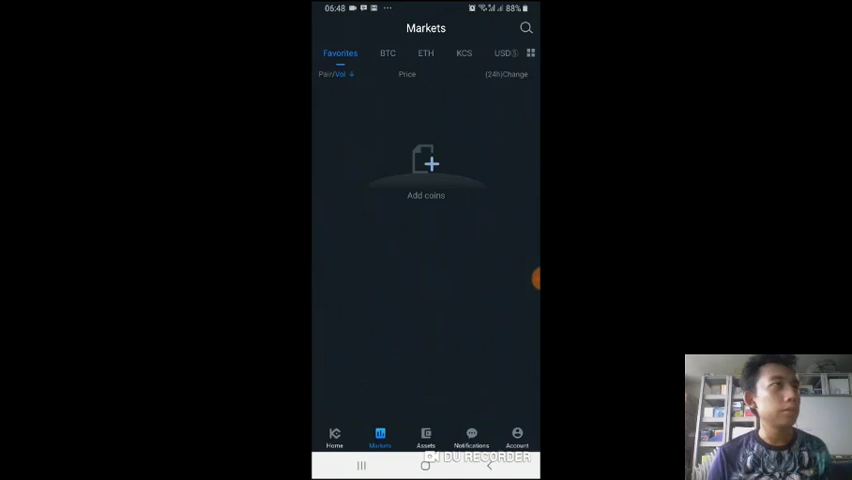 06:48 88%
Markets
Favorites BTC ETH KCS USDⓈ
Pair/Vol ↓ Price (24h)Change
Add coins
Home Markets Assets Notifications Account
DU RECORDER